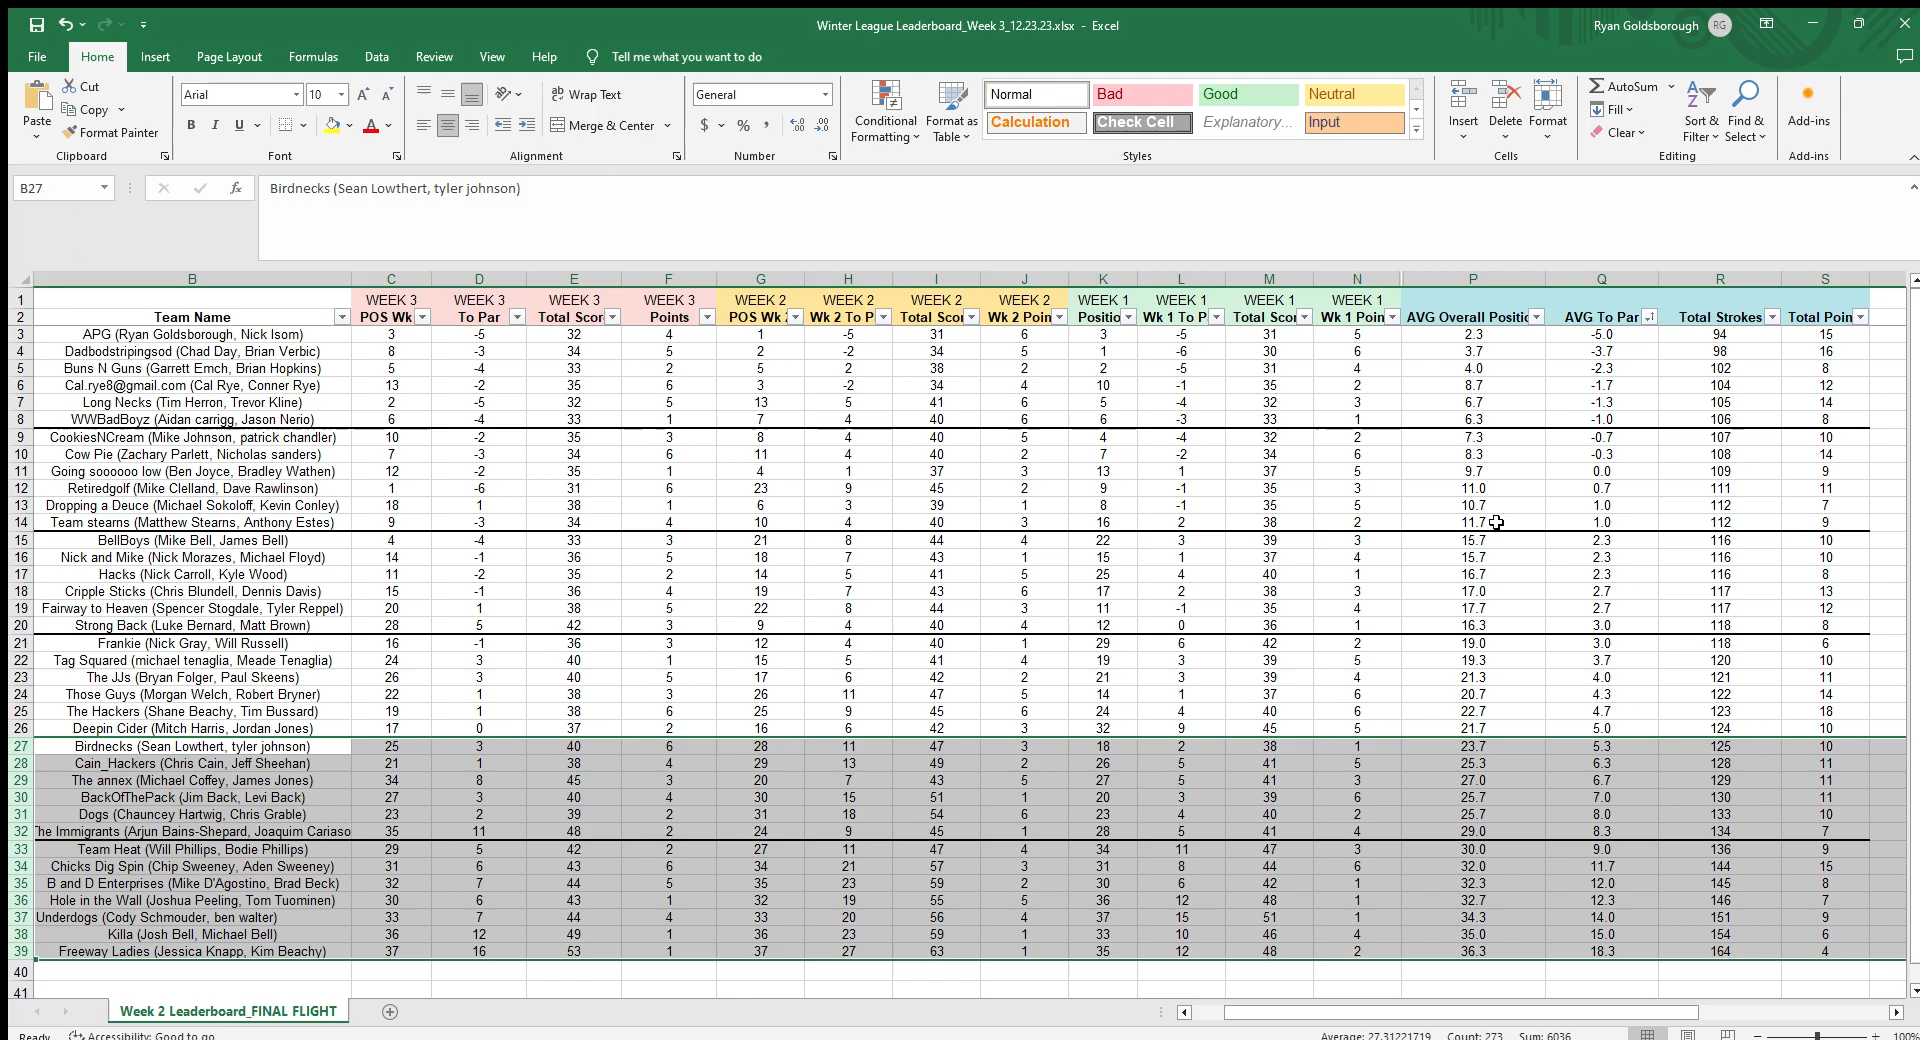 Winter League Leaderboard_Week 3_12.23.23.xlsx - Excel
Ryan Goldsborough RG
File Home Insert Page Layout Formulas Data Review View Help Tell me what you want to do
Paste
Cut
Copy
Format Painter
Clipboard
Arial 10
B I U
Font
Wrap Text
Merge & Center
Alignment
General
$ % ,
Number
Conditional Formatting
Format as Table
Normal Bad Good Neutral
Calculation Check Cell Explanatory... Input
Styles
Insert Delete Format
Cells
AutoSum
Fill
Clear
Sort & Filter
Find & Select
Editing
Add-ins
Add-ins
B27 fx Birdnecks (Sean Lowthert, tyler johnson)
B C D E F G H I J K L M N P Q R S
1 WEEK 3 WEEK 3 WEEK 3 WEEK 3 WEEK 2 WEEK 2 WEEK 2 WEEK 2 WEEK 1 WEEK 1 WEEK 1 WEEK 1
2 Team Name POS Wk To Par Total Scor Points POS Wk 2 Wk 2 To P Total Scor Wk 2 Poin Positio Wk 1 To P Total Scor Wk 1 Poin AVG Overall Positic AVG To Par Total Strokes Total Poin
3 APG (Ryan Goldsborough, Nick Isom) 3 -5 32 4 1 -5 31 6 3 -5 31 5 2.3 -5.0 94 15
4 Dadbodstripingsod (Chad Day, Brian Verbic) 8 -3 34 5 2 -2 34 5 1 -6 30 6 3.7 -3.7 98 16
5 Buns N Guns (Garrett Emch, Brian Hopkins) 5 -4 33 2 5 2 38 2 2 -5 31 4 4.0 -2.3 102 8
6 Cal.rye8@gmail.com (Cal Rye, Conner Rye) 13 -2 35 6 3 -2 34 4 10 -1 35 2 8.7 -1.7 104 12
7 Long Necks (Tim Herron, Trevor Kline) 2 -5 32 5 13 5 41 6 5 -4 32 3 6.7 -1.3 105 14
8 WWBadBoyz (Aidan carrigg, Jason Nerio) 6 -4 33 1 7 4 40 6 6 -3 33 1 6.3 -1.0 106 8
9 CookiesNCream (Mike Johnson, patrick chandler) 10 -2 35 3 8 4 40 5 4 -4 32 2 7.3 -0.7 107 10
10 Cow Pie (Zachary Parlett, Nicholas sanders) 7 -3 34 6 11 4 40 2 7 -2 34 6 8.3 -0.3 108 14
11 Going soooooo low (Ben Joyce, Bradley Wathen) 12 -2 35 1 4 1 37 3 13 1 37 5 9.7 0.0 109 9
12 Retiredgolf (Mike Clelland, Dave Rawlinson) 1 -6 31 6 23 9 45 2 9 -1 35 3 11.0 0.7 111 11
13 Dropping a Deuce (Michael Sokoloff, Kevin Conley) 18 1 38 1 6 3 39 1 8 -1 35 5 10.7 1.0 112 7
14 Team stearns (Matthew Stearns, Anthony Estes) 9 -3 34 4 10 4 40 3 16 2 38 2 11.7 1.0 112 9
15 BellBoys (Mike Bell, James Bell) 4 -4 33 3 21 8 44 4 22 3 39 3 15.7 2.3 116 10
16 Nick and Mike (Nick Morazes, Michael Floyd) 14 -1 36 5 18 7 43 1 15 1 37 4 15.7 2.3 116 10
17 Hacks (Nick Carroll, Kyle Wood) 11 -2 35 2 14 5 41 5 25 4 40 1 16.7 2.3 116 8
18 Cripple Sticks (Chris Blundell, Dennis Davis) 15 -1 36 4 19 7 43 6 17 2 38 3 17.0 2.7 117 13
19 Fairway to Heaven (Spencer Stogdale, Tyler Reppel) 20 1 38 5 22 8 44 3 11 -1 35 4 17.7 2.7 117 12
20 Strong Back (Luke Bernard, Matt Brown) 28 5 42 3 9 4 40 4 12 0 36 1 16.3 3.0 118 8
21 Frankie (Nick Gray, Will Russell) 16 -1 36 3 12 4 40 1 29 6 42 2 19.0 3.0 118 6
22 Tag Squared (michael tenaglia, Meade Tenaglia) 24 3 40 1 15 5 41 4 19 3 39 5 19.3 3.7 120 10
23 The JJs (Bryan Folger, Paul Skeens) 26 3 40 5 17 6 42 2 21 3 39 4 21.3 4.0 121 11
24 Those Guys (Morgan Welch, Robert Bryner) 22 1 38 3 26 11 47 5 14 1 37 6 20.7 4.3 122 14
25 The Hackers (Shane Beachy, Tim Bussard) 19 1 38 6 25 9 45 6 24 4 40 6 22.7 4.7 123 18
26 Deepin Cider (Mitch Harris, Jordan Jones) 17 0 37 2 16 6 42 3 32 9 45 5 21.7 5.0 124 10
27 Birdnecks (Sean Lowthert, tyler johnson) 25 3 40 6 28 11 47 3 18 2 38 1 23.7 5.3 125 10
28 Cain_Hackers (Chris Cain, Jeff Sheehan) 21 1 38 4 29 13 49 2 26 5 41 5 25.3 6.3 128 11
29 The annex (Michael Coffey, James Jones) 34 8 45 3 20 7 43 5 27 5 41 3 27.0 6.7 129 11
30 BackOfThePack (Jim Back, Levi Back) 27 3 40 4 30 15 51 1 20 3 39 6 25.7 7.0 130 11
31 Dogs (Chauncey Hartwig, Chris Grable) 23 2 39 2 31 18 54 6 23 4 40 2 25.7 8.0 133 10
32 he Immigrants (Arjun Bains-Shepard, Joaquim Cariaso 35 11 48 2 24 9 45 1 28 5 41 4 29.0 8.3 134 7
33 Team Heat (Will Phillips, Bodie Phillips) 29 5 42 2 27 11 47 4 34 11 47 3 30.0 9.0 136 9
34 Chicks Dig Spin (Chip Sweeney, Aden Sweeney) 31 6 43 6 34 21 57 3 31 8 44 6 32.0 11.7 144 15
35 B and D Enterprises (Mike D'Agostino, Brad Beck) 32 7 44 5 35 23 59 2 30 6 42 1 32.3 12.0 145 8
36 Hole in the Wall (Joshua Peeling, Tom Tuominen) 30 6 43 1 32 19 55 5 36 12 48 1 32.7 12.3 146 7
37 Underdogs (Cody Schmouder, ben walter) 33 7 44 4 33 20 56 4 37 15 51 1 34.3 14.0 151 9
38 Killa (Josh Bell, Michael Bell) 36 12 49 1 36 23 59 1 33 10 46 4 35.0 15.0 154 6
39 Freeway Ladies (Jessica Knapp, Kim Beachy) 37 16 53 1 37 27 63 1 35 12 48 2 36.3 18.3 164 4
40
41
Week 2 Leaderboard_FINAL FLIGHT
Ready Accessibility: Good to go Average: 27.31221719 Count: 273 Sum: 6036 100%